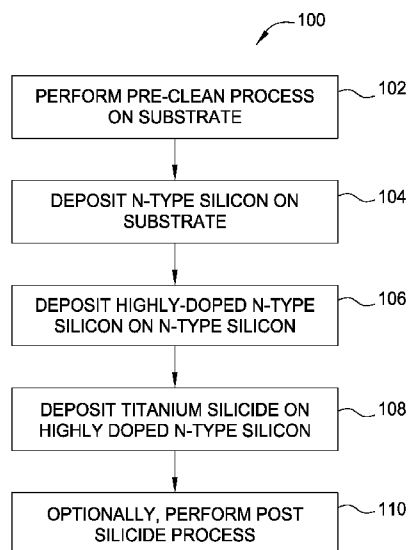 100
PERFORM PRE-CLEAN PROCESS
ON SUBSTRATE
102
DEPOSIT N-TYPE SILICON ON
SUBSTRATE
104
DEPOSIT HIGHLY-DOPED N-TYPE
SILICON ON N-TYPE SILICON
106
DEPOSIT TITANIUM SILICIDE ON
HIGHLY DOPED N-TYPE SILICON
108
OPTIONALLY, PERFORM POST
SILICIDE PROCESS
110